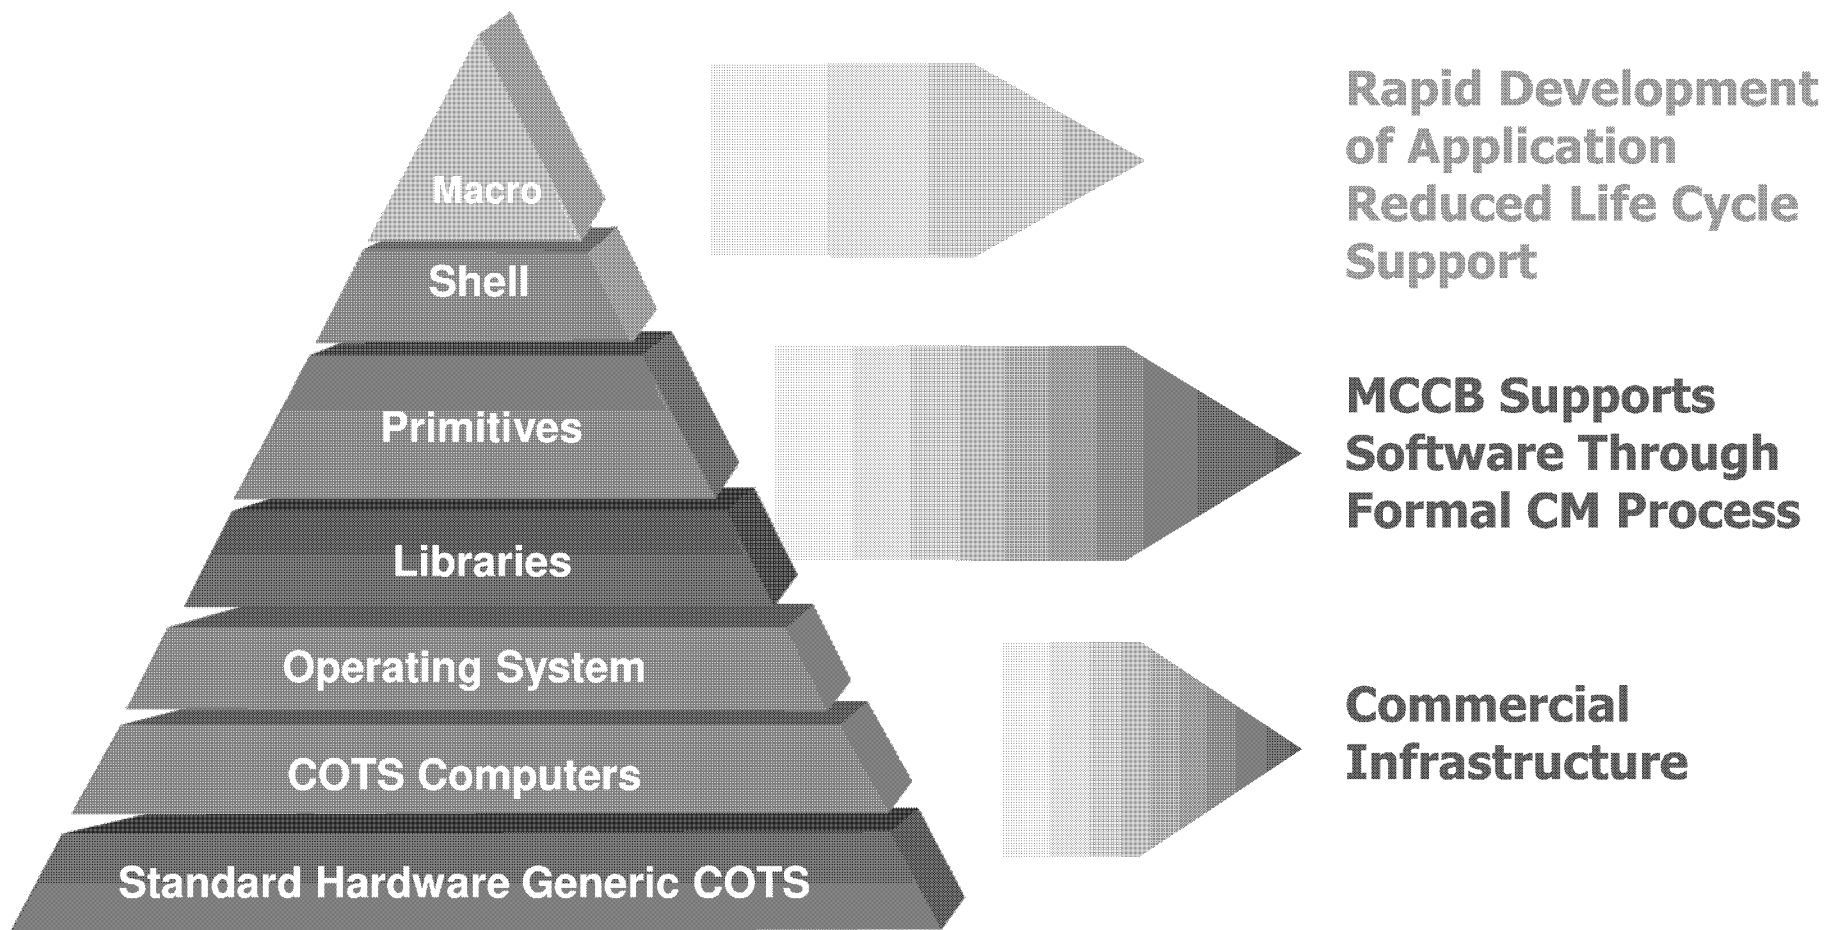 Macro
Shell
Primitives
Libraries
Operating System
COTS Computers
Standard Hardware Generic COTS
Rapid Development
of Application
Reduced Life Cycle
Support
MCCB Supports
Software Through
Formal CM Process
Commercial
Infrastructure